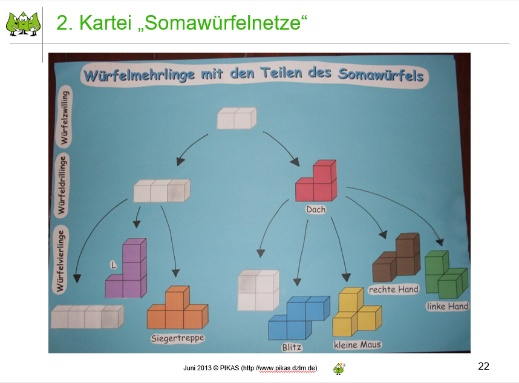 2. Kartei „Somawürfelnetze“
Würfelmehrlinge mit den Teilen des Somawürfels
Würfelzwilling
Würfeldrillinge
Dach
Würfelvierlinge
L
rechte Hand
linke Hand
Siegertreppe
Blitz
kleine Maus
Juni 2013 © PIKAS (http://www.pikas.dzlm.de)
22